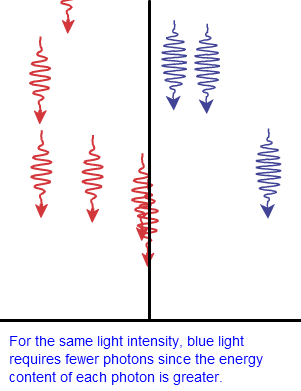 For the same light intensity, blue light
requires fewer photons since the energy
content of each photon is greater.